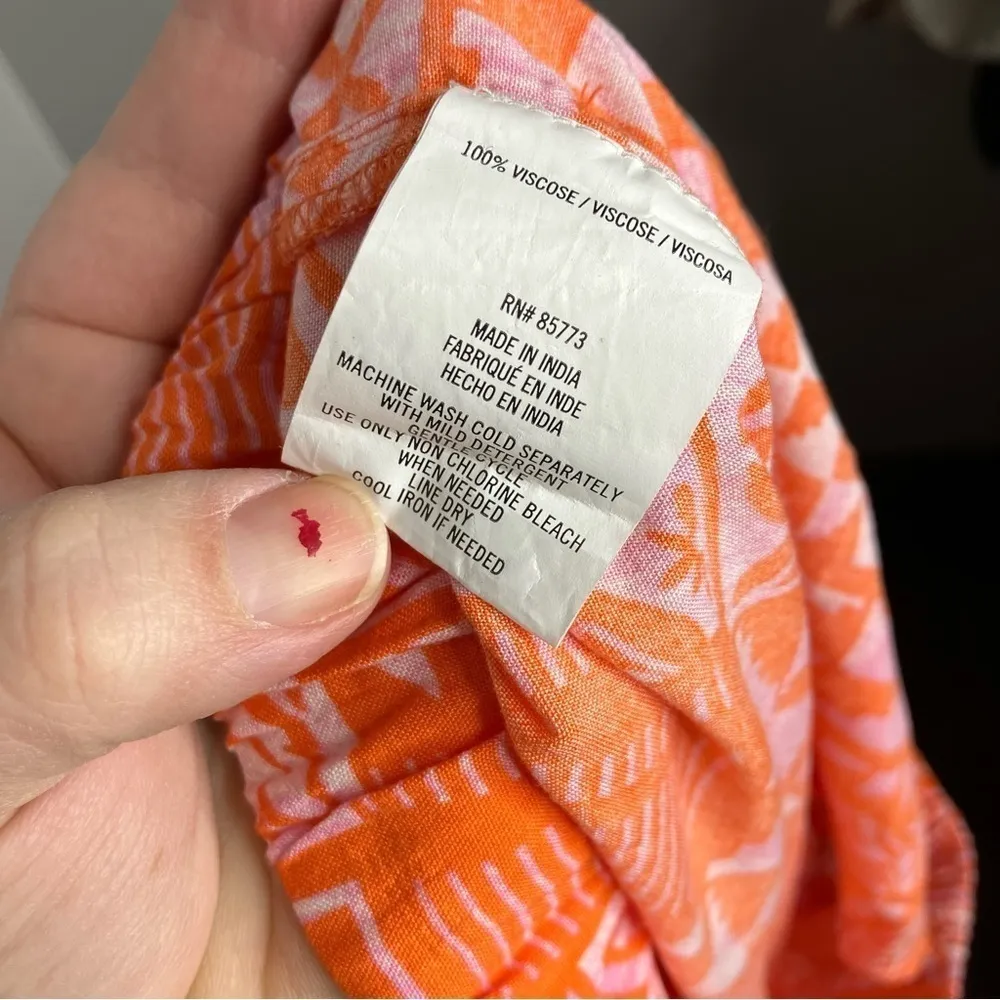 100% VISCOSE / VISCOSE / VISCOSA
RN# 85773
MADE IN INDIA
FABRIQUÉ EN INDE
HECHO EN INDIA
MACHINE WASH COLD SEPARATELY
WITH MILD DETERGENT
GENTLE CYCLE
USE ONLY NON CHLORINE BLEACH
WHEN NEEDED
LINE DRY
COOL IRON IF NEEDED